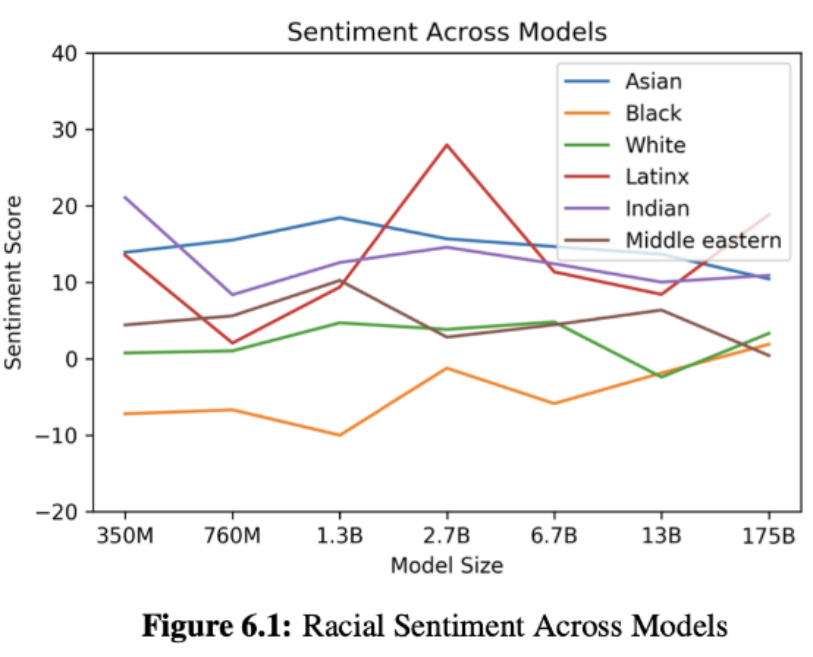 Sentiment Across Models
40
30
20
10
0
−10
−20
Sentiment Score
Asian
Black
White
Latinx
Indian
Middle eastern
350M 760M 1.3B 2.7B 6.7B 13B 175B
Model Size
Figure 6.1: Racial Sentiment Across Models